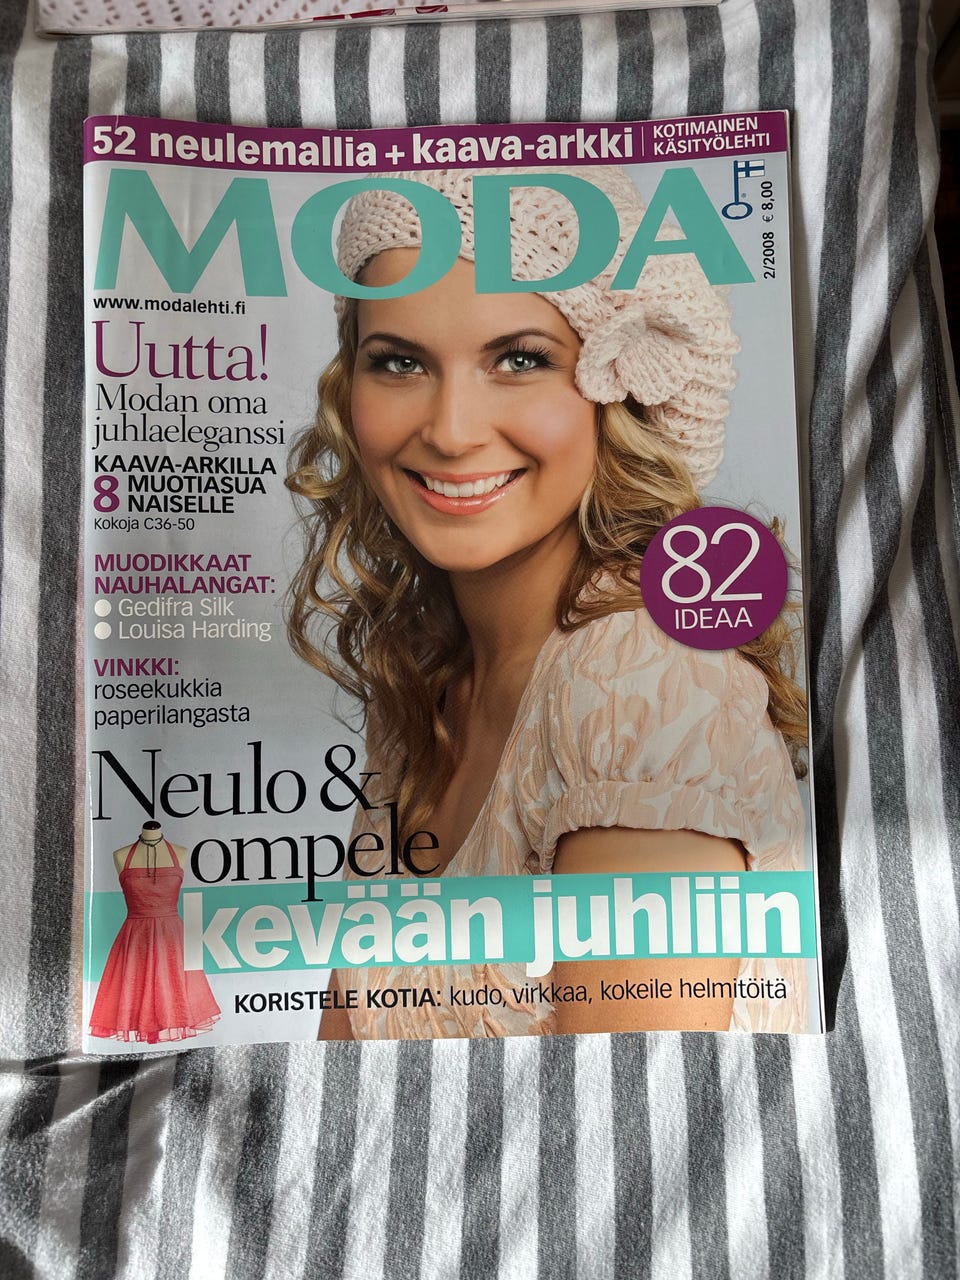 52 neulemallia + kaava-arkki
KOTIMAINEN
KÄSITYÖLEHTI
MODA
2/2008 € 8,00
www.modalehti.fi
Uutta!
Modan oma
juhlaeleganssi
KAAVA-ARKILLA
8 MUOTIASUA
NAISELLE
Kokoja C36-50
MUODIKKAAT
NAUHALANGAT:
Gedifra Silk
Louisa Harding
82
IDEAA
VINKKI:
roseekukkia
paperilangasta
Neulo &
ompele
kevään juhliin
KORISTELE KOTIA: kudo, virkkaa, kokeile helmitöitä